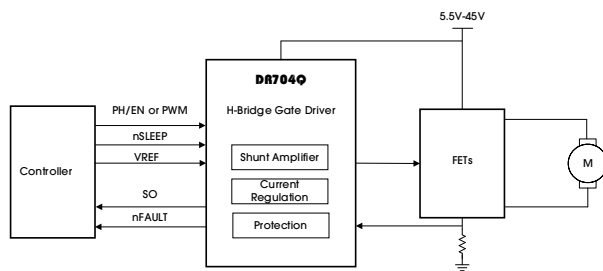 5.5V-45V
DR704Q
H-Bridge Gate Driver
PH/EN or PWM
nSLEEP
VREF
Controller
SO
nFAULT
Shunt Amplifier
Current
Regulation
Protection
FETs
M